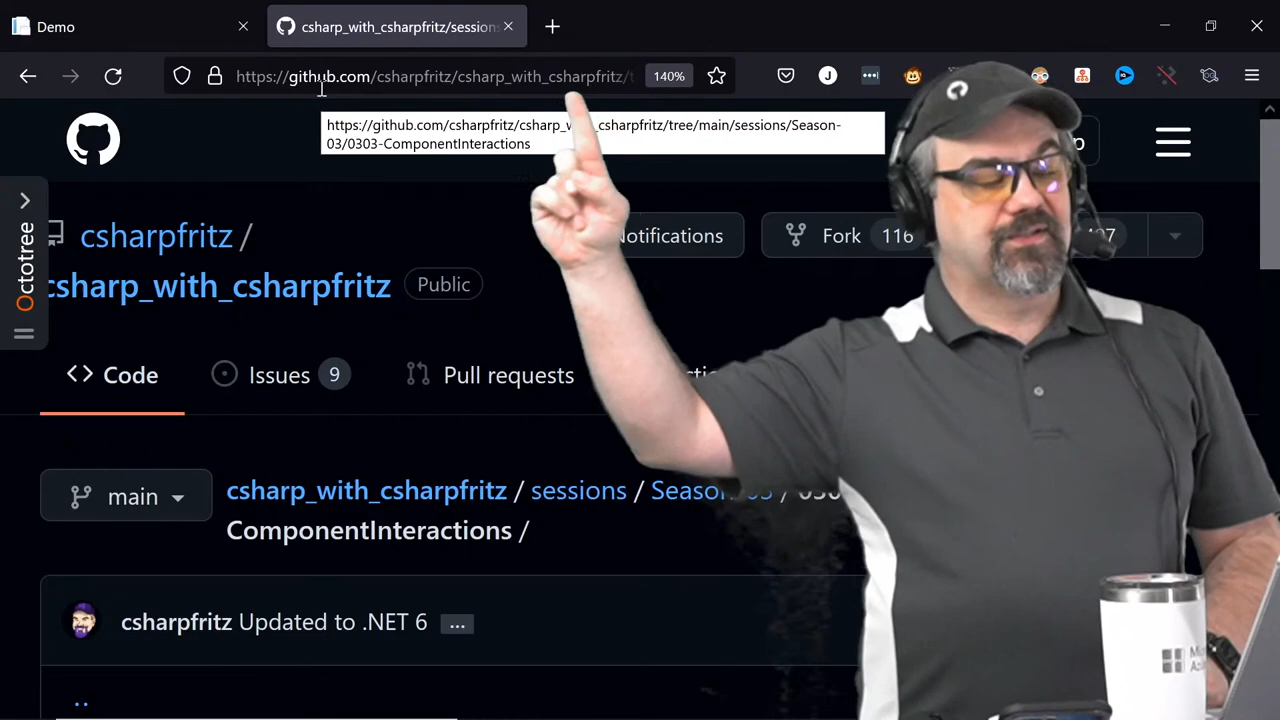 Demo
csharp_with_csharpfritz/session
https://github.com/csharpfritz/csharp_with_csharpfritz/t
140%
https://github.com/csharpfritz/csharp_with_csharpfritz/tree/main/sessions/Season-
03/0303-ComponentInteractions
Octotree
csharpfritz /
csharp_with_csharpfritz
Public
Notifications
Fork 116
Code
Issues 9
Pull requests
main
csharp_with_csharpfritz / sessions / Season-03 /
ComponentInteractions /
csharpfritz Updated to .NET 6 ...
..